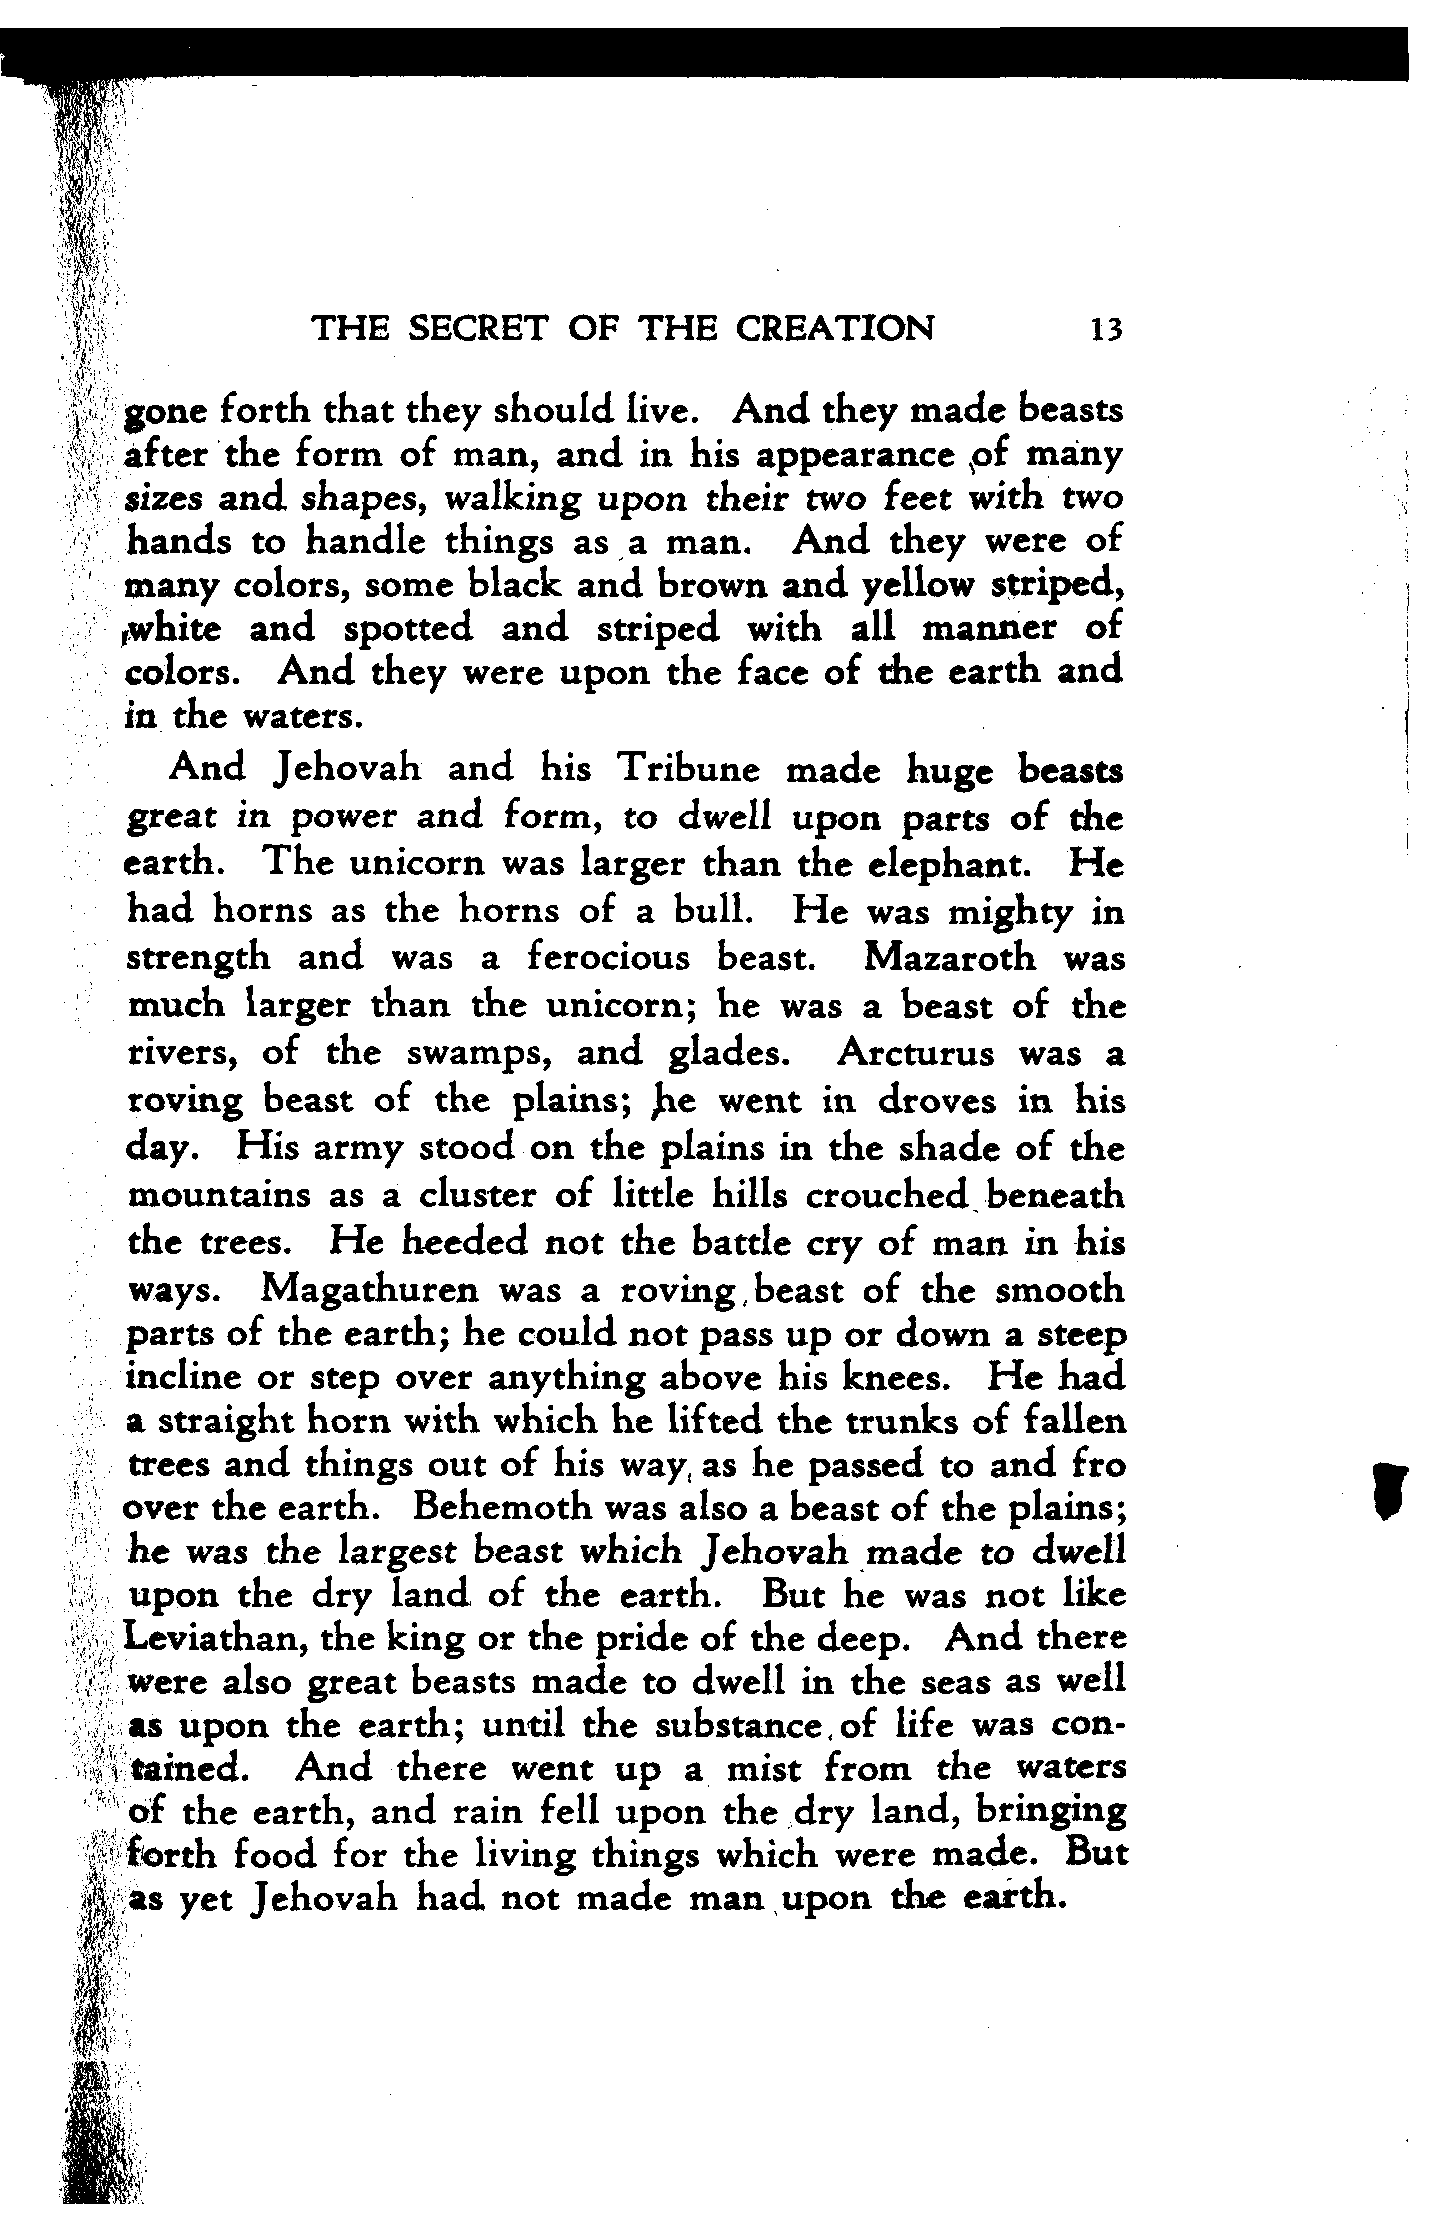 THE SECRET OF THE CREATION 13
gone forth that they should live. And they made beasts
after the form of man, and in his appearance of many
sizes and shapes, walking upon their two feet with two
hands to handle things as a man. And they were of
many colors, some black and brown and yellow striped,
white and spotted and striped with all manner of
colors. And they were upon the face of the earth and
in the waters.
And Jehovah and his Tribune made huge beasts
great in power and form, to dwell upon parts of the
earth. The unicorn was larger than the elephant. He
had horns as the horns of a bull. He was mighty in
strength and was a ferocious beast. Mazaroth was
much larger than the unicorn; he was a beast of the
rivers, of the swamps, and glades. Arcturus was a
roving beast of the plains; he went in droves in his
day. His army stood on the plains in the shade of the
mountains as a cluster of little hills crouched beneath
the trees. He heeded not the battle cry of man in his
ways. Magathuren was a roving beast of the smooth
parts of the earth; he could not pass up or down a steep
incline or step over anything above his knees. He had
a straight horn with which he lifted the trunks of fallen
trees and things out of his way, as he passed to and fro
over the earth. Behemoth was also a beast of the plains;
he was the largest beast which Jehovah made to dwell
upon the dry land of the earth. But he was not like
Leviathan, the king or the pride of the deep. And there
were also great beasts made to dwell in the seas as well
as upon the earth; until the substance of life was con-
tained. And there went up a mist from the waters
of the earth, and rain fell upon the dry land, bringing
forth food for the living things which were made. But
as yet Jehovah had not made man upon the earth.